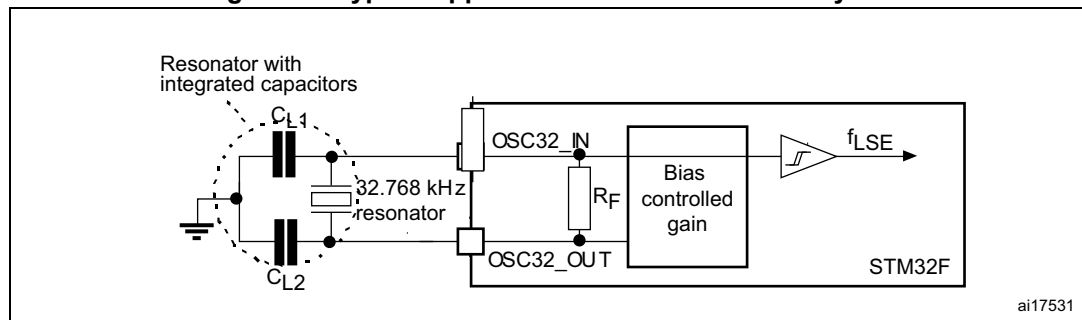 Resonator with
integrated capacitors
CL1
OSC32_IN
fLSE
32.768 kHz
resonator
RF
Bias
controlled
gain
OSC32_OUT
CL2
STM32F
ai17531